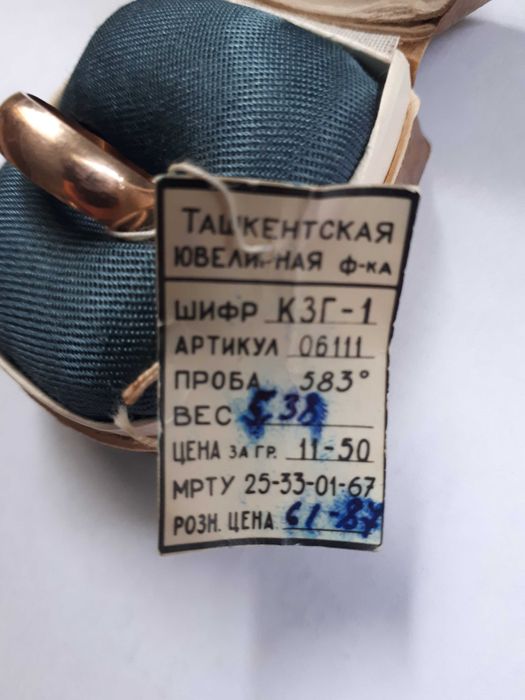 ТАШКЕНТСКАЯ
ЮВЕЛИРНАЯ Ф-КА
ШИФР КЗГ-1
АРТИКУЛ 06111
ПРОБА 583°
ВЕС 5,38
ЦЕНА ЗА ГР. 11-50
МРТУ 25-33-01-67
РОЗН. ЦЕНА 61-87